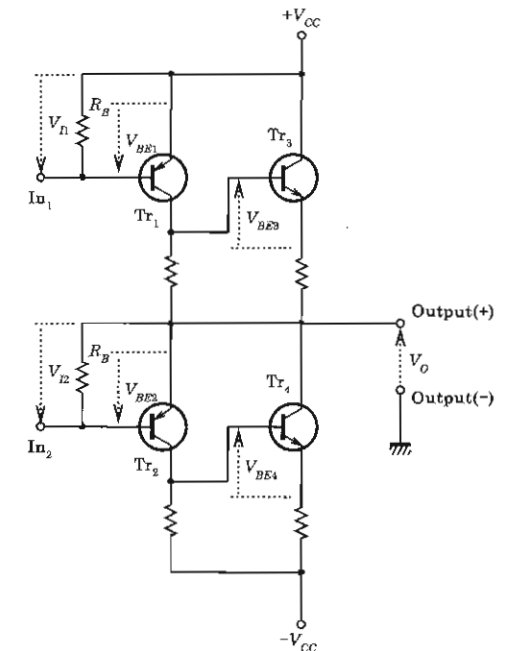 +V_CC
R_B
V_I1
V_BE1
Tr_3
In_1
Tr_1
V_BE3
Output(+)
R_B
V_I2
V_BE2
Tr_4
V_O
Output(-)
In_2
Tr_2
V_BE4
-V_CC